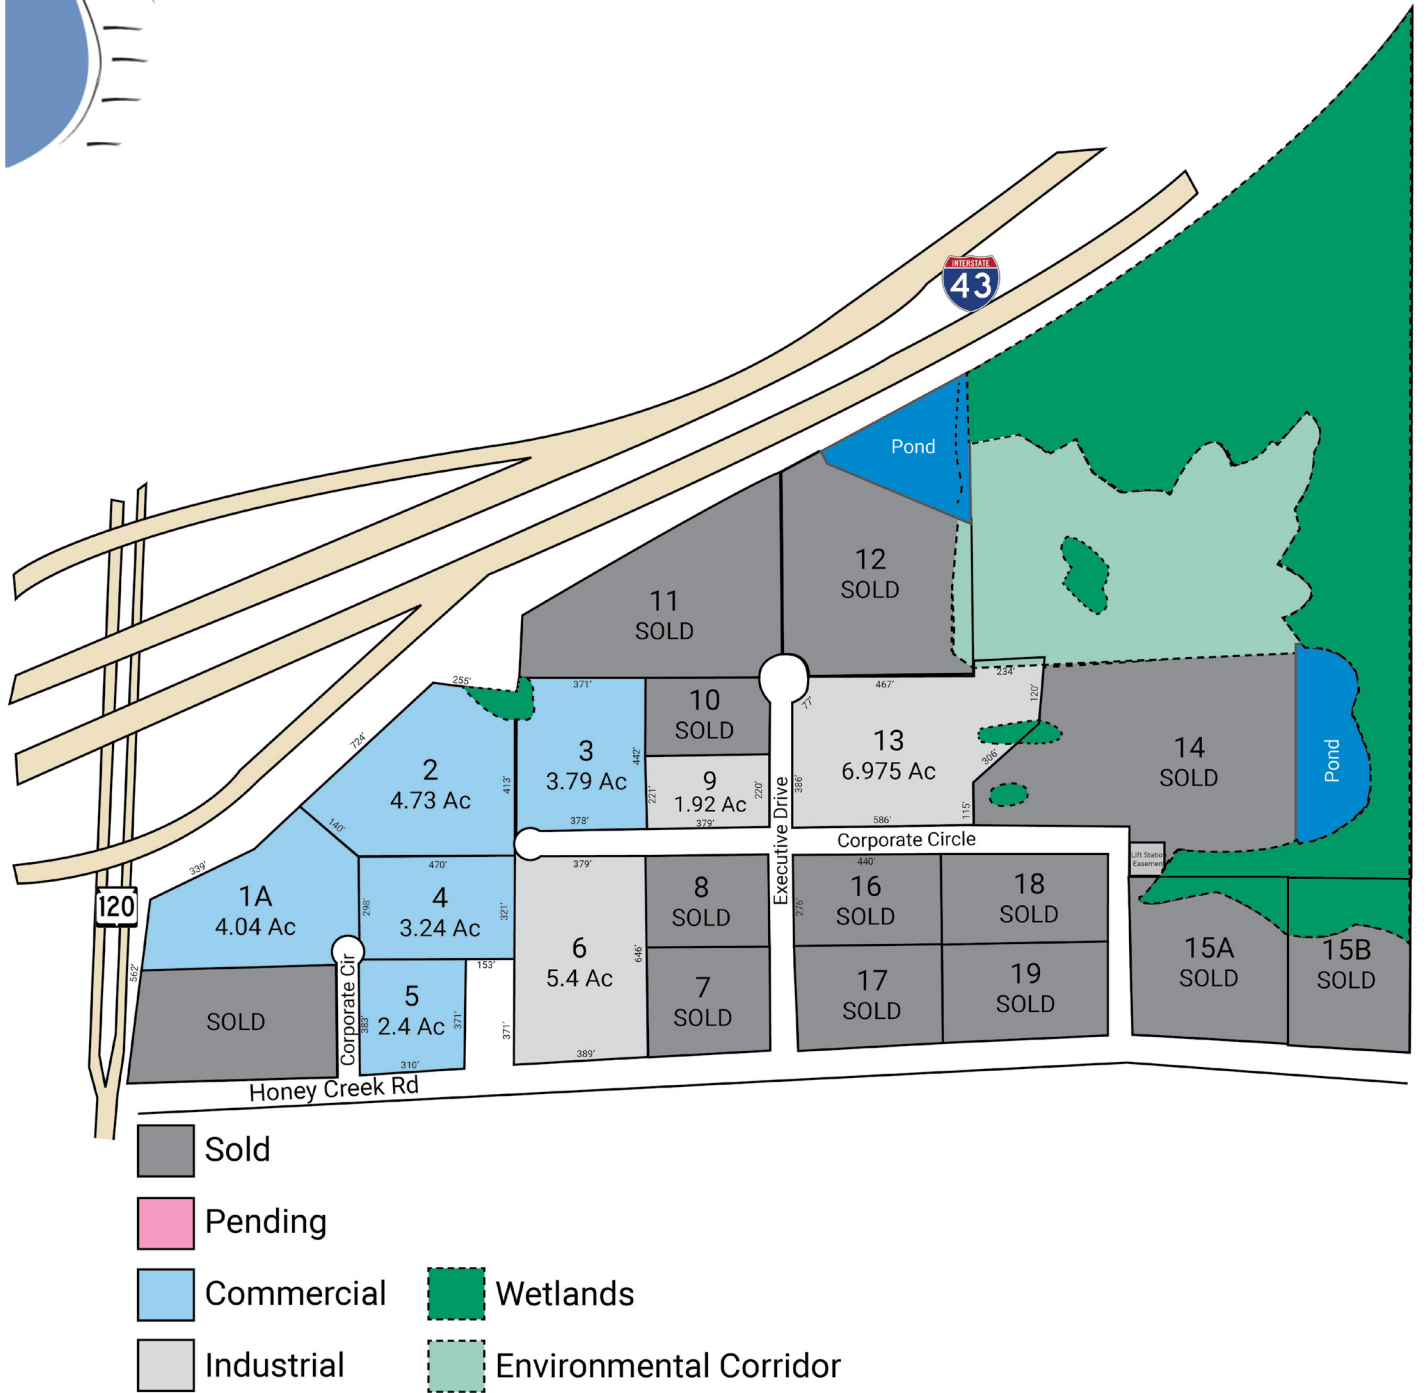 INTERSTATE
43
Pond
12
SOLD
11
SOLD
255'
371'
10
SOLD
467'
234'
120'
77'
724'
2
4.73 Ac
413'
3
3.79 Ac
442'
378'
9
1.92 Ac
221'
220'
379'
Executive Drive
386'
13
6.975 Ac
306'
115'
586'
14
SOLD
Pond
140'
Corporate Circle
339'
470'
379'
440'
Lift Statio
Easemen
120
1A
4.04 Ac
298'
4
3.24 Ac
321'
8
SOLD
276'
16
SOLD
18
SOLD
562'
153'
6
5.4 Ac
646'
15A
SOLD
15B
SOLD
SOLD
Corporate Cir
383'
5
2.4 Ac
371'
371'
310'
389'
7
SOLD
17
SOLD
19
SOLD
Honey Creek Rd
Sold
Pending
Commercial
Wetlands
Industrial
Environmental Corridor